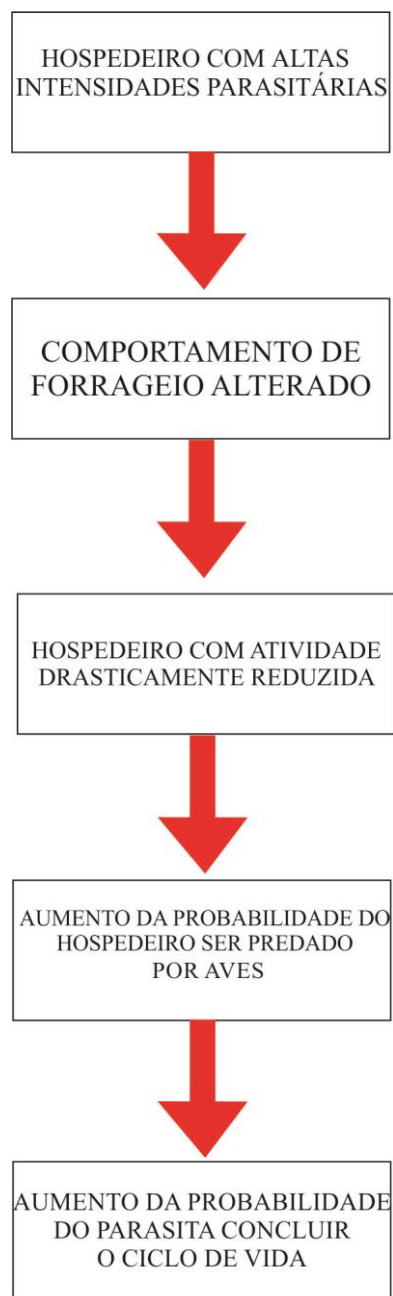 HOSPEDEIRO COM ALTAS
INTENSIDADES PARASITÁRIAS
COMPORTAMENTO DE
FORRAGEIO ALTERADO
HOSPEDEIRO COM ATIVIDADE
DRASTICAMENTE REDUZIDA
AUMENTO DA PROBABILIDADE DO
HOSPEDEIRO SER PREDADO
POR AVES
AUMENTO DA PROBABILIDADE
DO PARASITA CONCLUIR
O CICLO DE VIDA